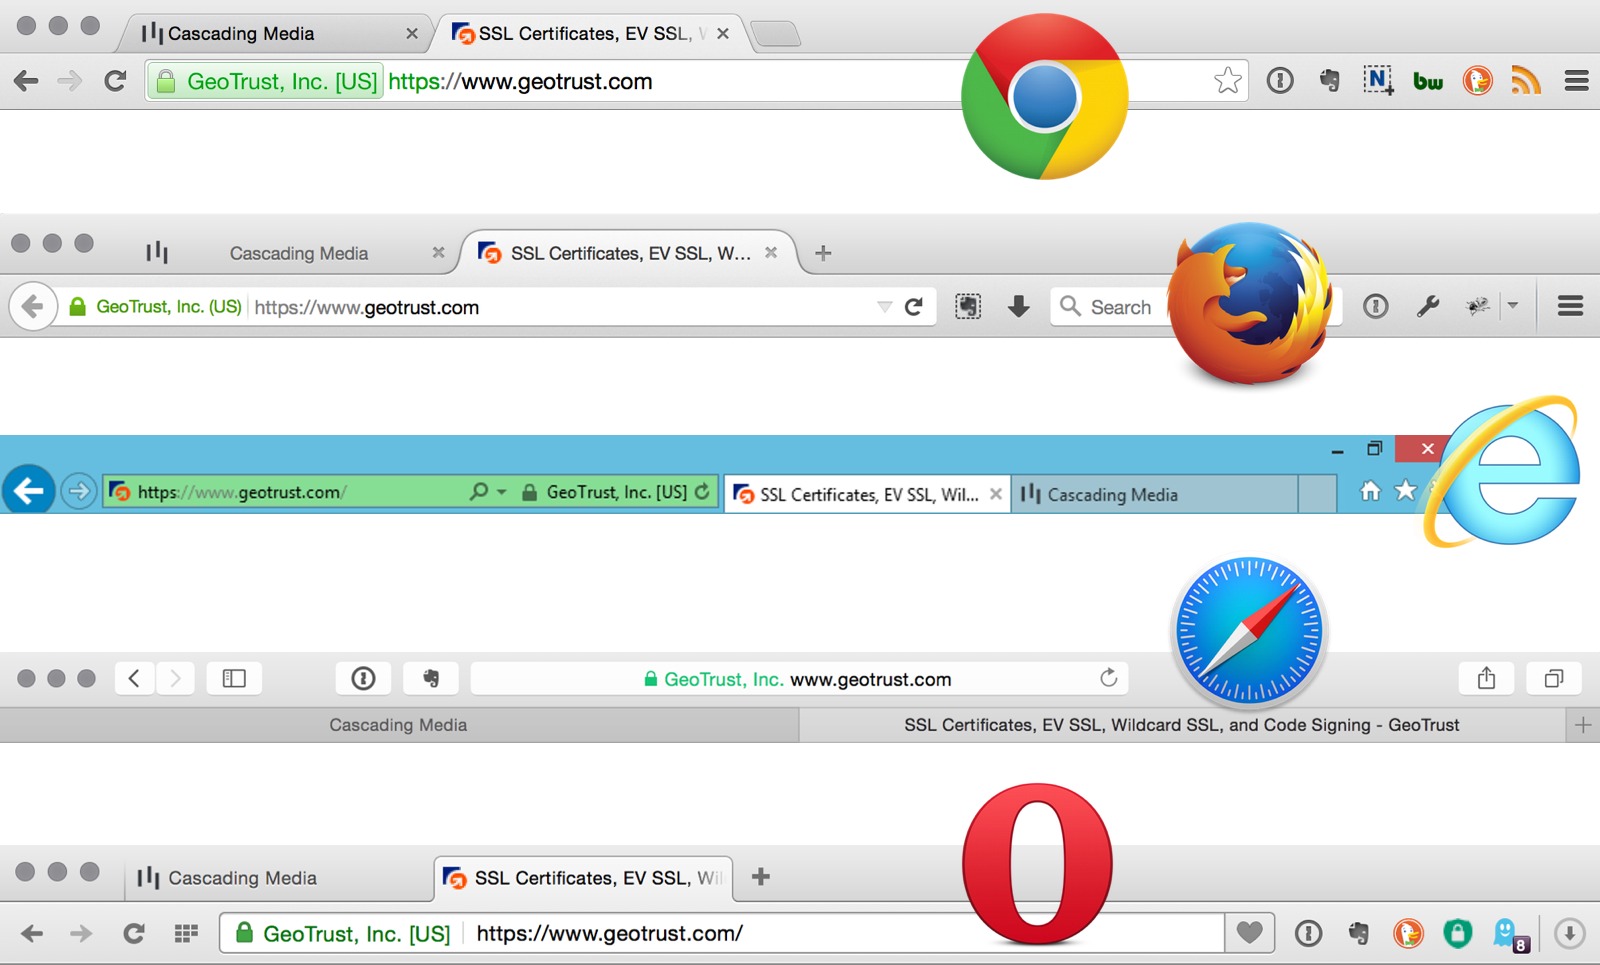 Cascading Media
SSL Certificates, EV SSL,
GeoTrust, Inc. [US] https://www.geotrust.com
N
bw
Cascading Media
SSL Certificates, EV SSL, W...
GeoTrust, Inc. (US) https://www.geotrust.com
Search
https://www.geotrust.com/ GeoTrust, Inc. [US]
SSL Certificates, EV SSL, Wil...
Cascading Media
GeoTrust, Inc. www.geotrust.com
Cascading Media
SSL Certificates, EV SSL, Wildcard SSL, and Code Signing - GeoTrust
Cascading Media
SSL Certificates, EV SSL, Wil
GeoTrust, Inc. [US] https://www.geotrust.com/
8